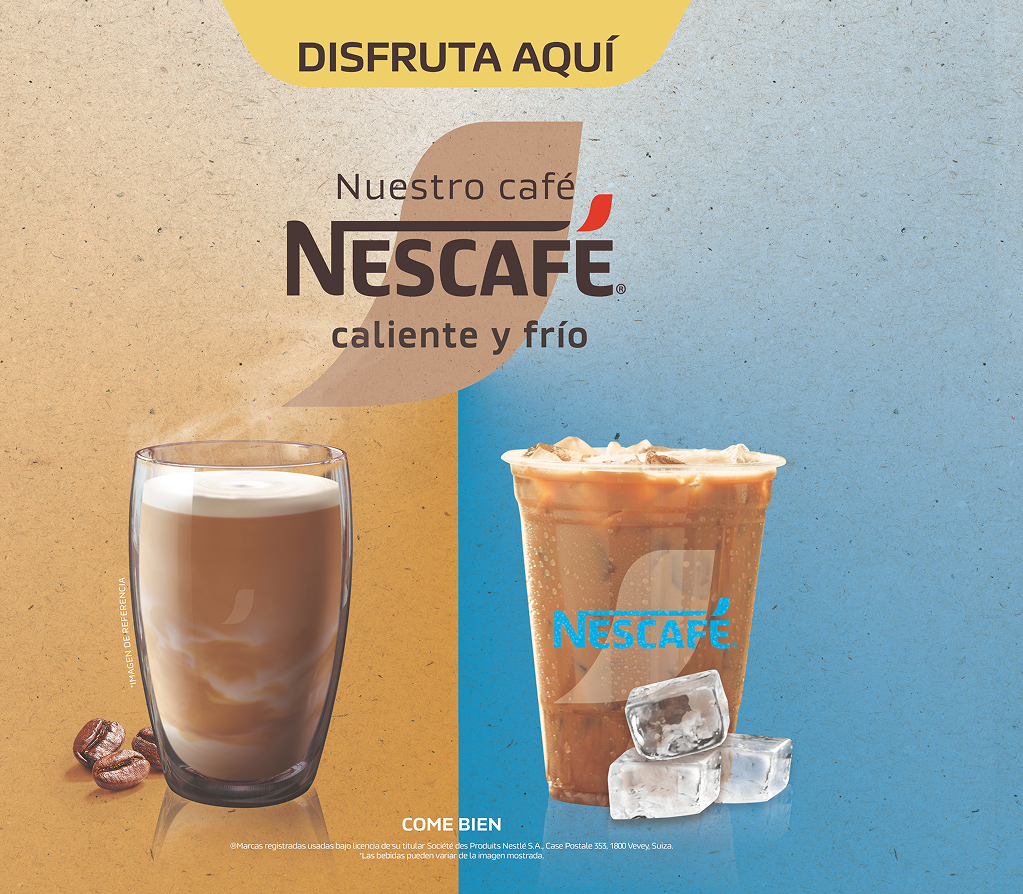 DISFRUTA AQUÍ
Nuestro café
NESCAFÉ®
caliente y frío
*IMAGEN DE REFERENCIA
NESCAFÉ
COME BIEN
®Marcas registradas usadas bajo licencia de su titular Société des Produits Nestlé S.A., Case Postale 353, 1800 Vevey, Suiza.
*Las bebidas pueden variar de la imagen mostrada.